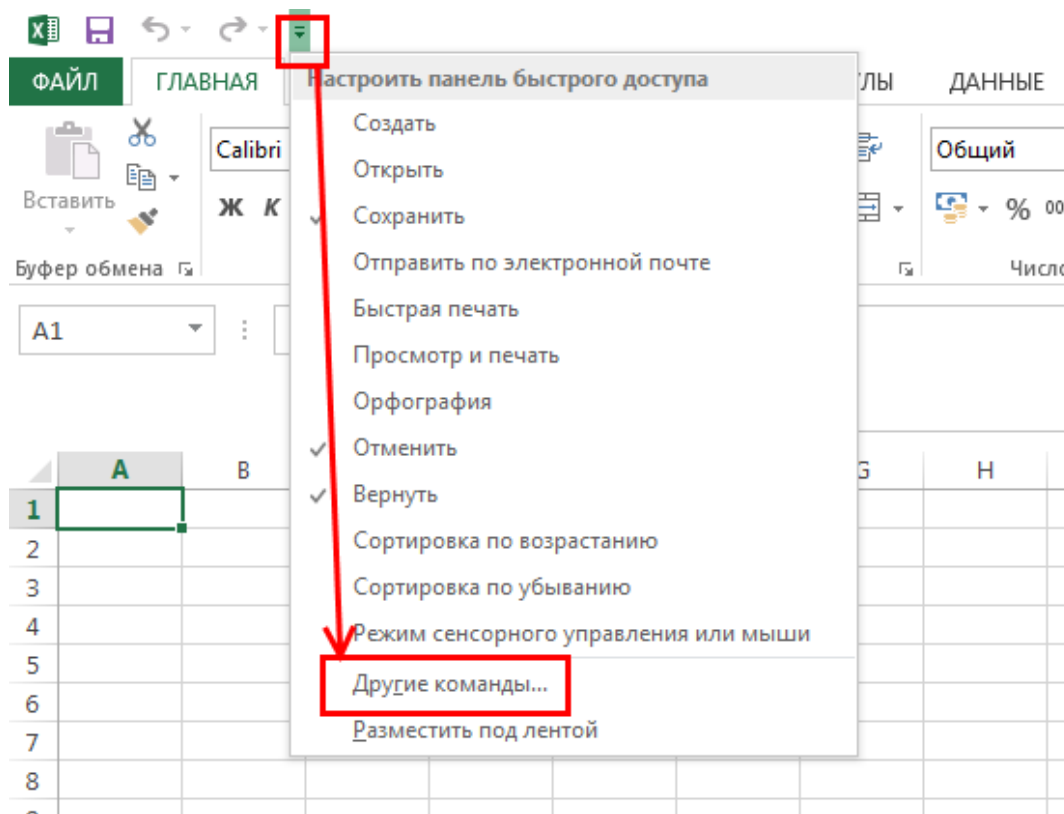 ФАЙЛ ГЛАВНАЯ ДАННЫЕ
Настроить панель быстрого доступа
Создать
Открыть
Сохранить
Отправить по электронной почте
Быстрая печать
Просмотр и печать
Орфография
Отменить
Вернуть
Сортировка по возрастанию
Сортировка по убыванию
Режим сенсорного управления или мыши
Другие команды...
Разместить под лентой
Calibri
Общий
Вставить
Ж К
% 00
Буфер обмена
A1
A B G H
1
2
3
4
5
6
7
8